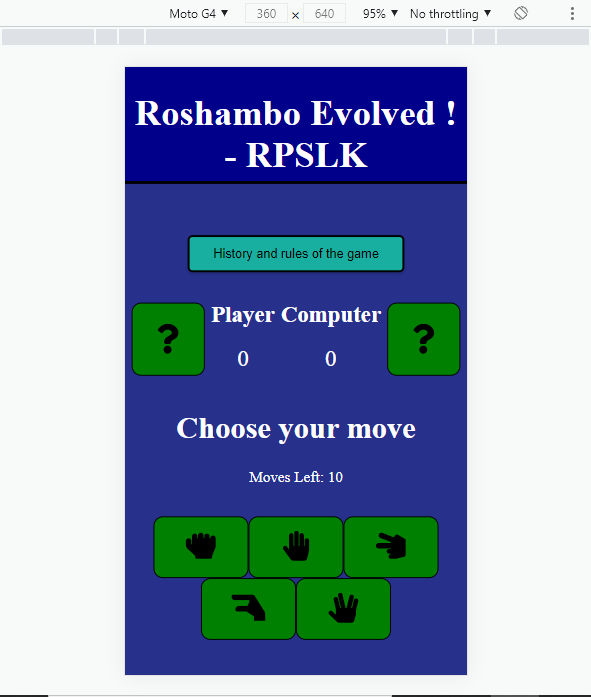 Moto G4 ▼ 360 x 640 95% ▼ No throttling ▼
Roshambo Evolved !
- RPSLK
History and rules of the game
? Player Computer ?
0 0
Choose your move
Moves Left: 10